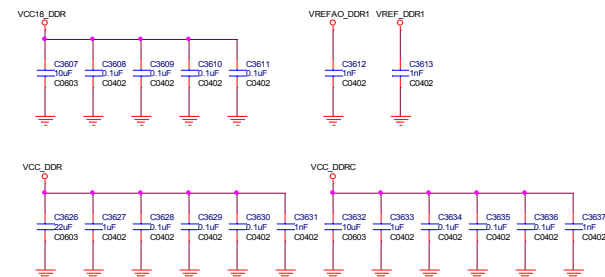 VCC18_DDR
VREFAO_DDR1
VREF_DDR1
C3607
10uF
C0603
C3608
0.1uF
C0402
C3609
0.1uF
C0402
C3610
0.1uF
C0402
C3611
0.1uF
C0402
C3612
1nF
C0402
C3613
1nF
C0402
VCC_DDR
VCC_DDRC
C3626
22uF
C0603
C3627
1uF
C0402
C3628
0.1uF
C0402
C3629
0.1uF
C0402
C3630
0.1uF
C0402
C3631
1nF
C0402
C3632
10uF
C0603
C3633
1uF
C0402
C3634
0.1uF
C0402
C3635
0.1uF
C0402
C3636
0.1uF
C0402
C3637
1nF
C0402